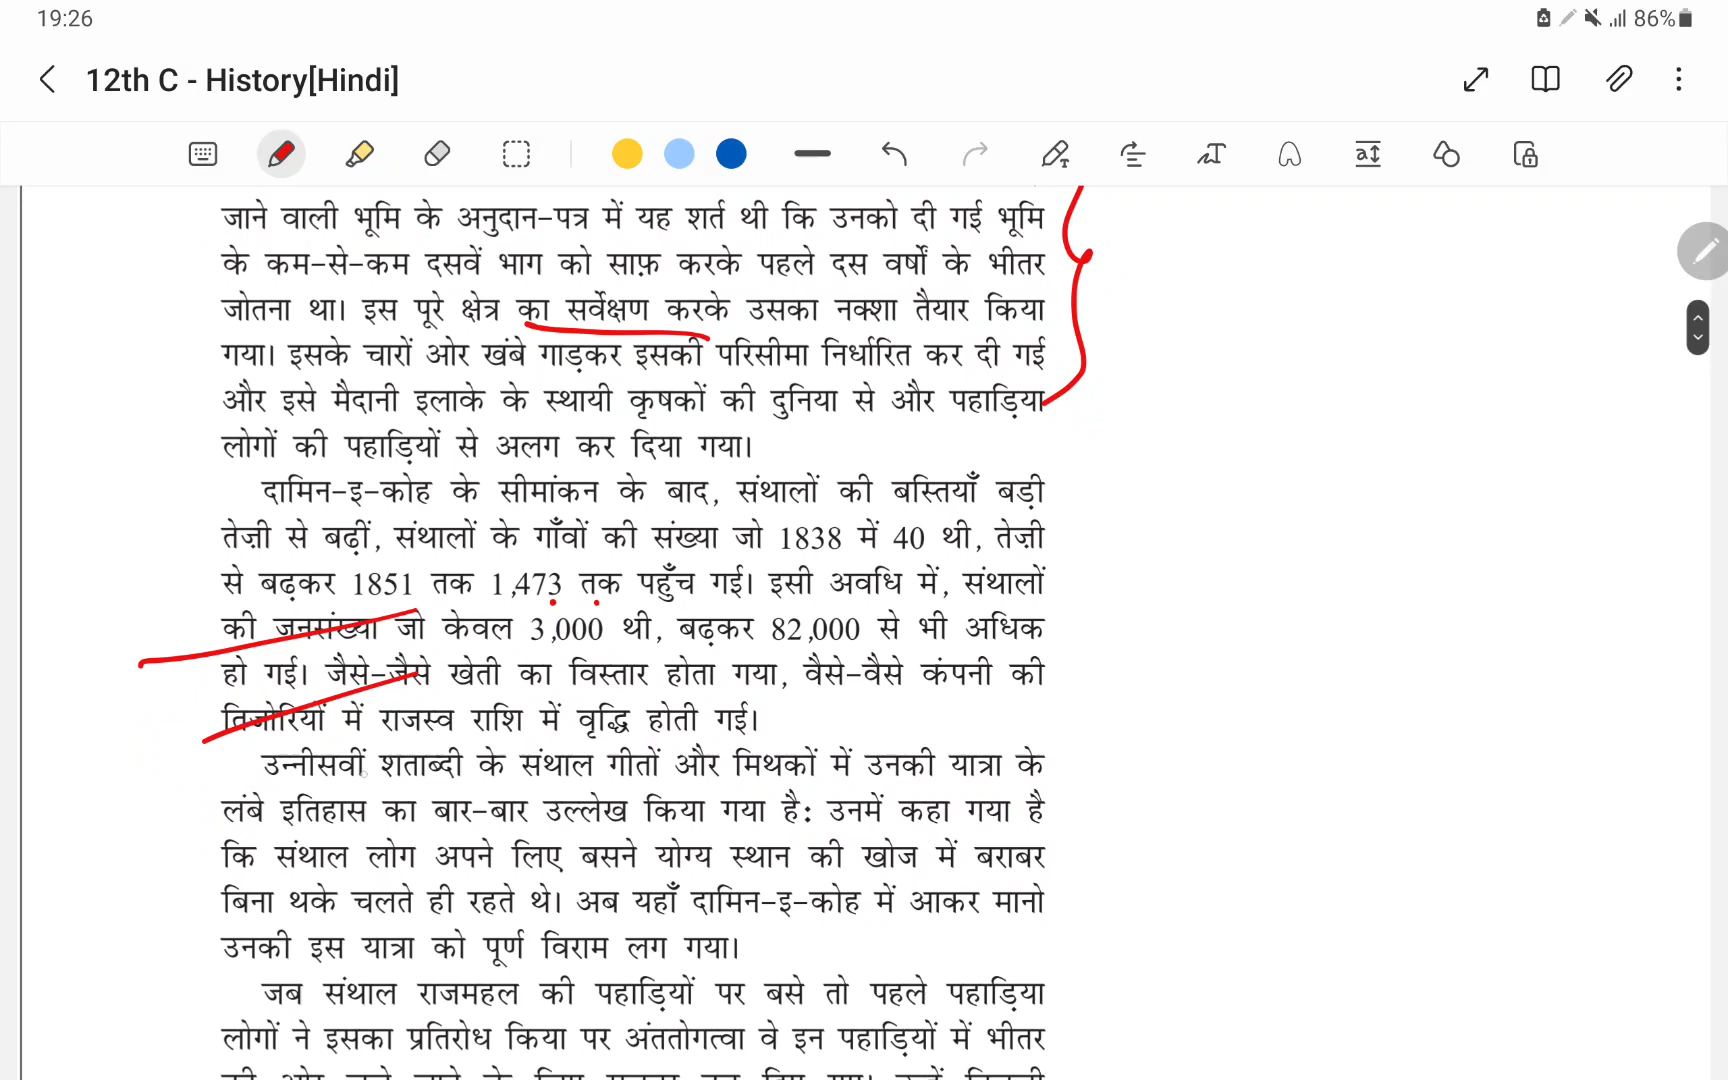 19:26
86%
12th C - History[Hindi]
जाने वाली भूमि के अनुदान-पत्र में यह शर्त थी कि उनको दी गई भूमि
के कम-से-कम दसवें भाग को साफ़ करके पहले दस वर्षों के भीतर
जोतना था। इस पूरे क्षेत्र का सर्वेक्षण करके उसका नक्शा तैयार किया
गया। इसके चारों ओर खंबे गाड़कर इसकी परिसीमा निर्धारित कर दी गई
और इसे मैदानी इलाके के स्थायी कृषकों की दुनिया से और पहाड़िया
लोगों की पहाड़ियों से अलग कर दिया गया।
दामिन-इ-कोह के सीमांकन के बाद, संथालों की बस्तियाँ बड़ी
तेज़ी से बढ़ीं, संथालों के गाँवों की संख्या जो 1838 में 40 थी, तेज़ी
से बढ़कर 1851 तक 1,473 तक पहुँच गई। इसी अवधि में, संथालों
की जनसंख्या जो केवल 3,000 थी, बढ़कर 82,000 से भी अधिक
हो गई। जैसे-जैसे खेती का विस्तार होता गया, वैसे-वैसे कंपनी की
तिजोरियों में राजस्व राशि में वृद्धि होती गई।
उन्नीसवीं शताब्दी के संथाल गीतों और मिथकों में उनकी यात्रा के
लंबे इतिहास का बार-बार उल्लेख किया गया है: उनमें कहा गया है
कि संथाल लोग अपने लिए बसने योग्य स्थान की खोज में बराबर
बिना थके चलते ही रहते थे। अब यहाँ दामिन-इ-कोह में आकर मानो
उनकी इस यात्रा को पूर्ण विराम लग गया।
जब संथाल राजमहल की पहाड़ियों पर बसे तो पहले पहाड़िया
लोगों ने इसका प्रतिरोध किया पर अंततोगत्वा वे इन पहाड़ियों में भीतर